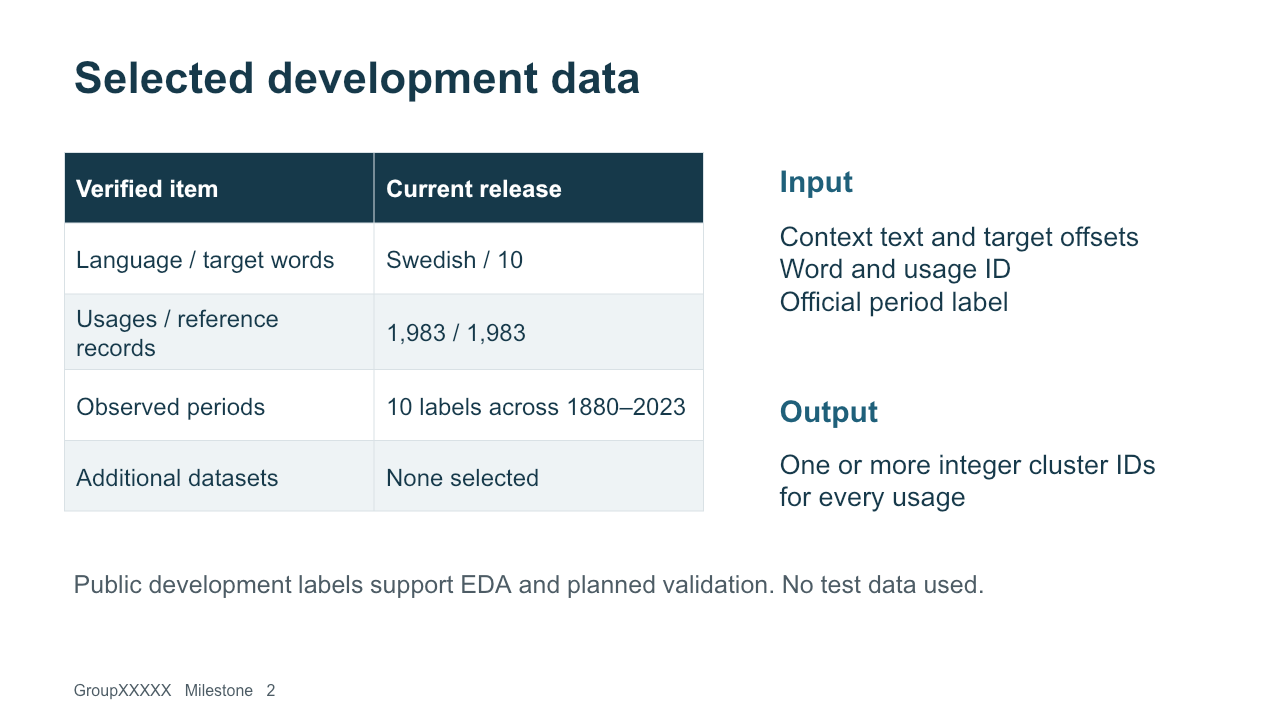 Selected development data
Verified item
Current release
Language / target words
Swedish / 10
Usages / reference
records
1,983 / 1,983
Observed periods
10 labels across 1880–2023
Additional datasets
None selected
Input
Context text and target offsets
Word and usage ID
Official period label
Output
One or more integer cluster IDs
for every usage
Public development labels support EDA and planned validation. No test data used.
GroupXXXXX Milestone 2